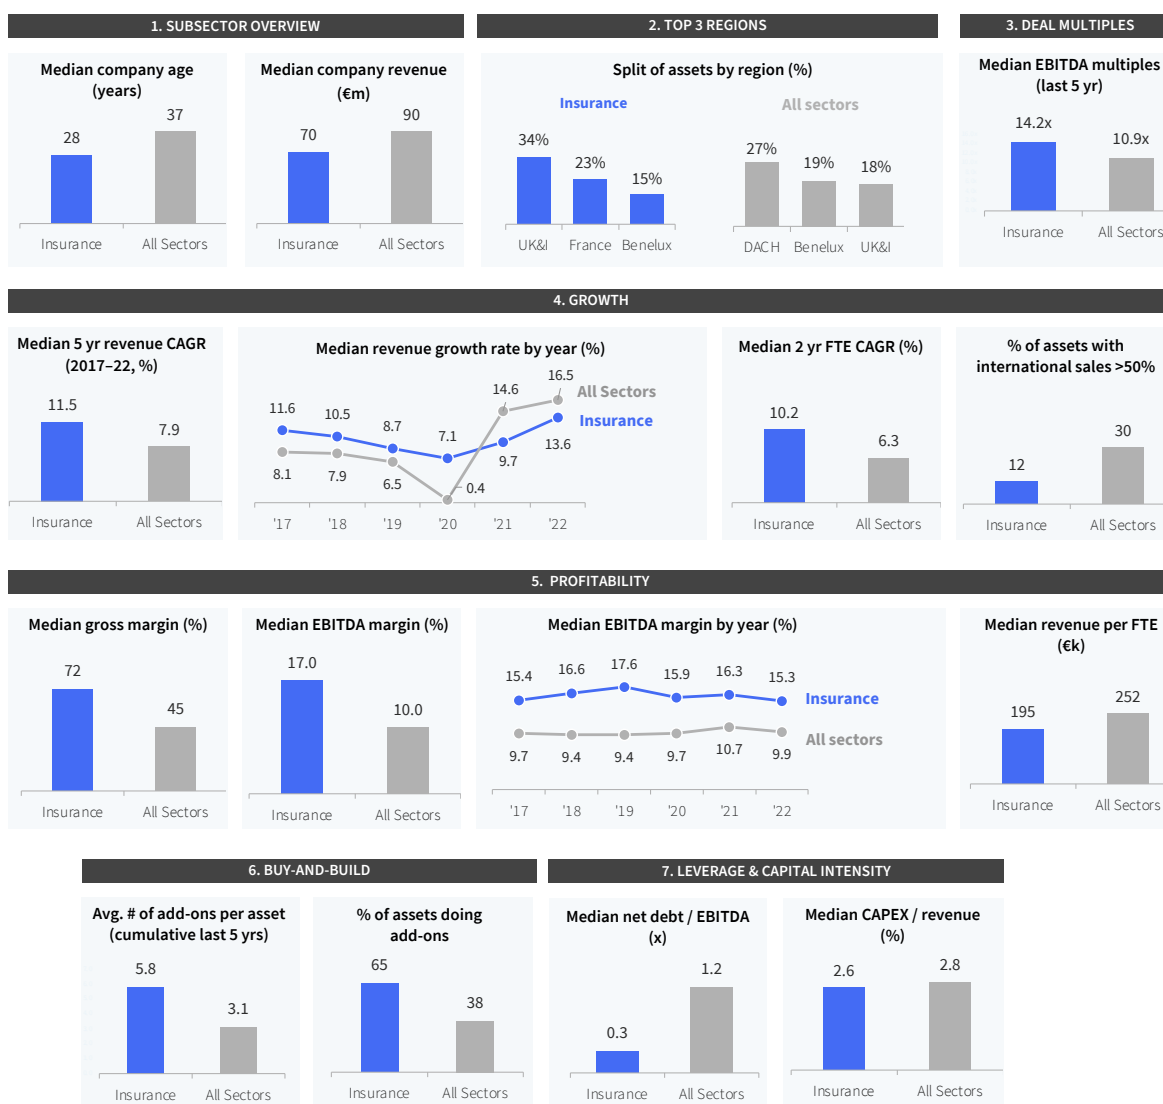 1. SUBSECTOR OVERVIEW
Median company age
(years)
28
37
Insurance
All Sectors
Median company revenue
(€m)
70
90
Insurance
All Sectors
2. TOP 3 REGIONS
Split of assets by region (%)
Insurance
34%
23%
15%
UK&I
France
Benelux
All sectors
27%
19%
18%
DACH
Benelux
UK&I
3. DEAL MULTIPLES
Median EBITDA multiples
(last 5 yr)
14.2x
10.9x
Insurance
All Sectors
4. GROWTH
Median 5 yr revenue CAGR
(2017–22, %)
11.5
7.9
Insurance
All Sectors
Median revenue growth rate by year (%)
11.6
10.5
8.7
7.1
9.7
13.6
Insurance
8.1
7.9
6.5
0.4
14.6
16.5
All Sectors
'17
'18
'19
'20
'21
'22
Median 2 yr FTE CAGR (%)
10.2
6.3
Insurance
All Sectors
% of assets with
international sales >50%
12
30
Insurance
All Sectors
5. PROFITABILITY
Median gross margin (%)
72
45
Insurance
All Sectors
Median EBITDA margin (%)
17.0
10.0
Insurance
All Sectors
Median EBITDA margin by year (%)
15.4
16.6
17.6
15.9
16.3
15.3
Insurance
9.7
9.4
9.4
9.7
10.7
9.9
All sectors
'17
'18
'19
'20
'21
'22
Median revenue per FTE
(€k)
195
252
Insurance
All Sectors
6. BUY-AND-BUILD
Avg. # of add-ons per asset
(cumulative last 5 yrs)
5.8
3.1
Insurance
All Sectors
% of assets doing
add-ons
65
38
Insurance
All Sectors
7. LEVERAGE & CAPITAL INTENSITY
Median net debt / EBITDA
(x)
0.3
1.2
Insurance
All Sectors
Median CAPEX / revenue
(%)
2.6
2.8
Insurance
All Sectors